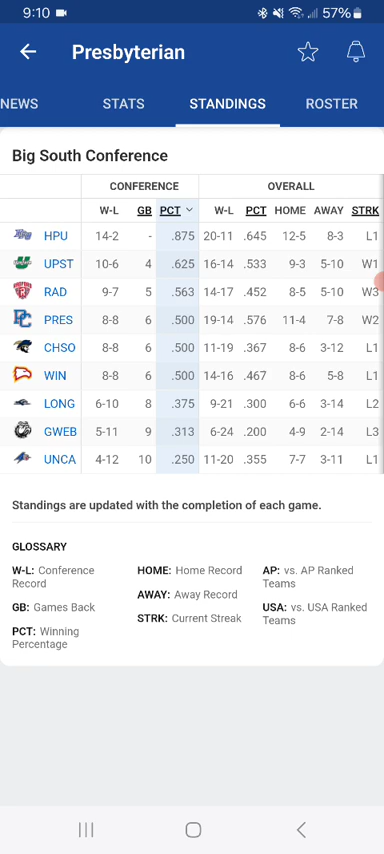 9:10 57%
Presbyterian
NEWS STATS STANDINGS ROSTER
Big South Conference
CONFERENCE OVERALL
W-L GB PCT W-L PCT HOME AWAY STRK
HPU 14-2 - .875 20-11 .645 12-5 8-3 L1
UPST 10-6 4 .625 16-14 .533 9-3 5-10 W1
RAD 9-7 5 .563 14-17 .452 8-5 5-10 W3
PRES 8-8 6 .500 19-14 .576 11-4 7-8 W2
CHSO 8-8 6 .500 11-19 .367 8-6 3-12 L1
WIN 8-8 6 .500 14-16 .467 8-6 5-8 L1
LONG 6-10 8 .375 9-21 .300 6-6 3-14 L2
GWEB 5-11 9 .313 6-24 .200 4-9 2-14 L3
UNCA 4-12 10 .250 11-20 .355 7-7 3-11 L1
Standings are updated with the completion of each game.
GLOSSARY
W-L: Conference
Record
GB: Games Back
PCT: Winning
Percentage
HOME: Home Record
AWAY: Away Record
STRK: Current Streak
AP: vs. AP Ranked
Teams
USA: vs. USA Ranked
Teams